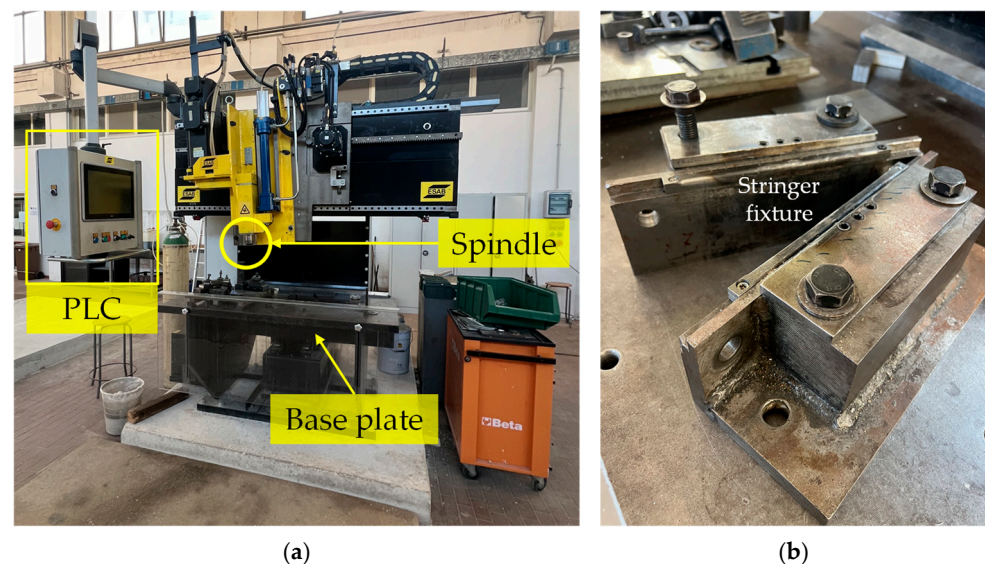 PLC
ESAB
ESAB
Spindle
Base plate
Beta
(a)
Stringer
fixture
(b)